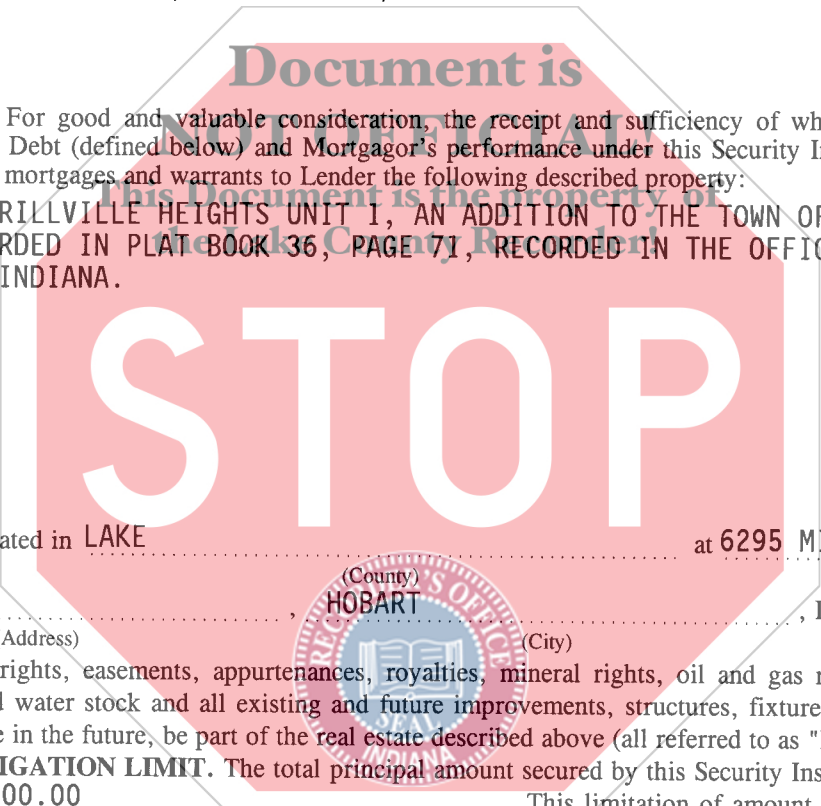 Document is
For good and valuable consideration, the receipt and sufficiency of wh
NOT OFFICIAL!
Debt (defined below) and Mortgagor's performance under this Security I
mortgages and warrants to Lender the following described property:
This Document is the property of
RILLVILLE HEIGHTS UNIT 1, AN ADDITION TO THE TOWN OF
the Lake County Recorder!
RDED IN PLAT BOOK 36, PAGE 71, RECORDED IN THE OFFIC
INDIANA.
STOP
ated in LAKE at 6295 MI
(County)
, HOBART ,
Address) (City)
rights, easements, appurtenances, royalties, mineral rights, oil and gas
water stock and all existing and future improvements, structures, fixture
e in the future, be part of the real estate described above (all referred to as "
IGATION LIMIT. The total principal amount secured by this Security Ins
00.00 This limitation of amount
RECORDER'S OFFICE
SEAL
INDIANA